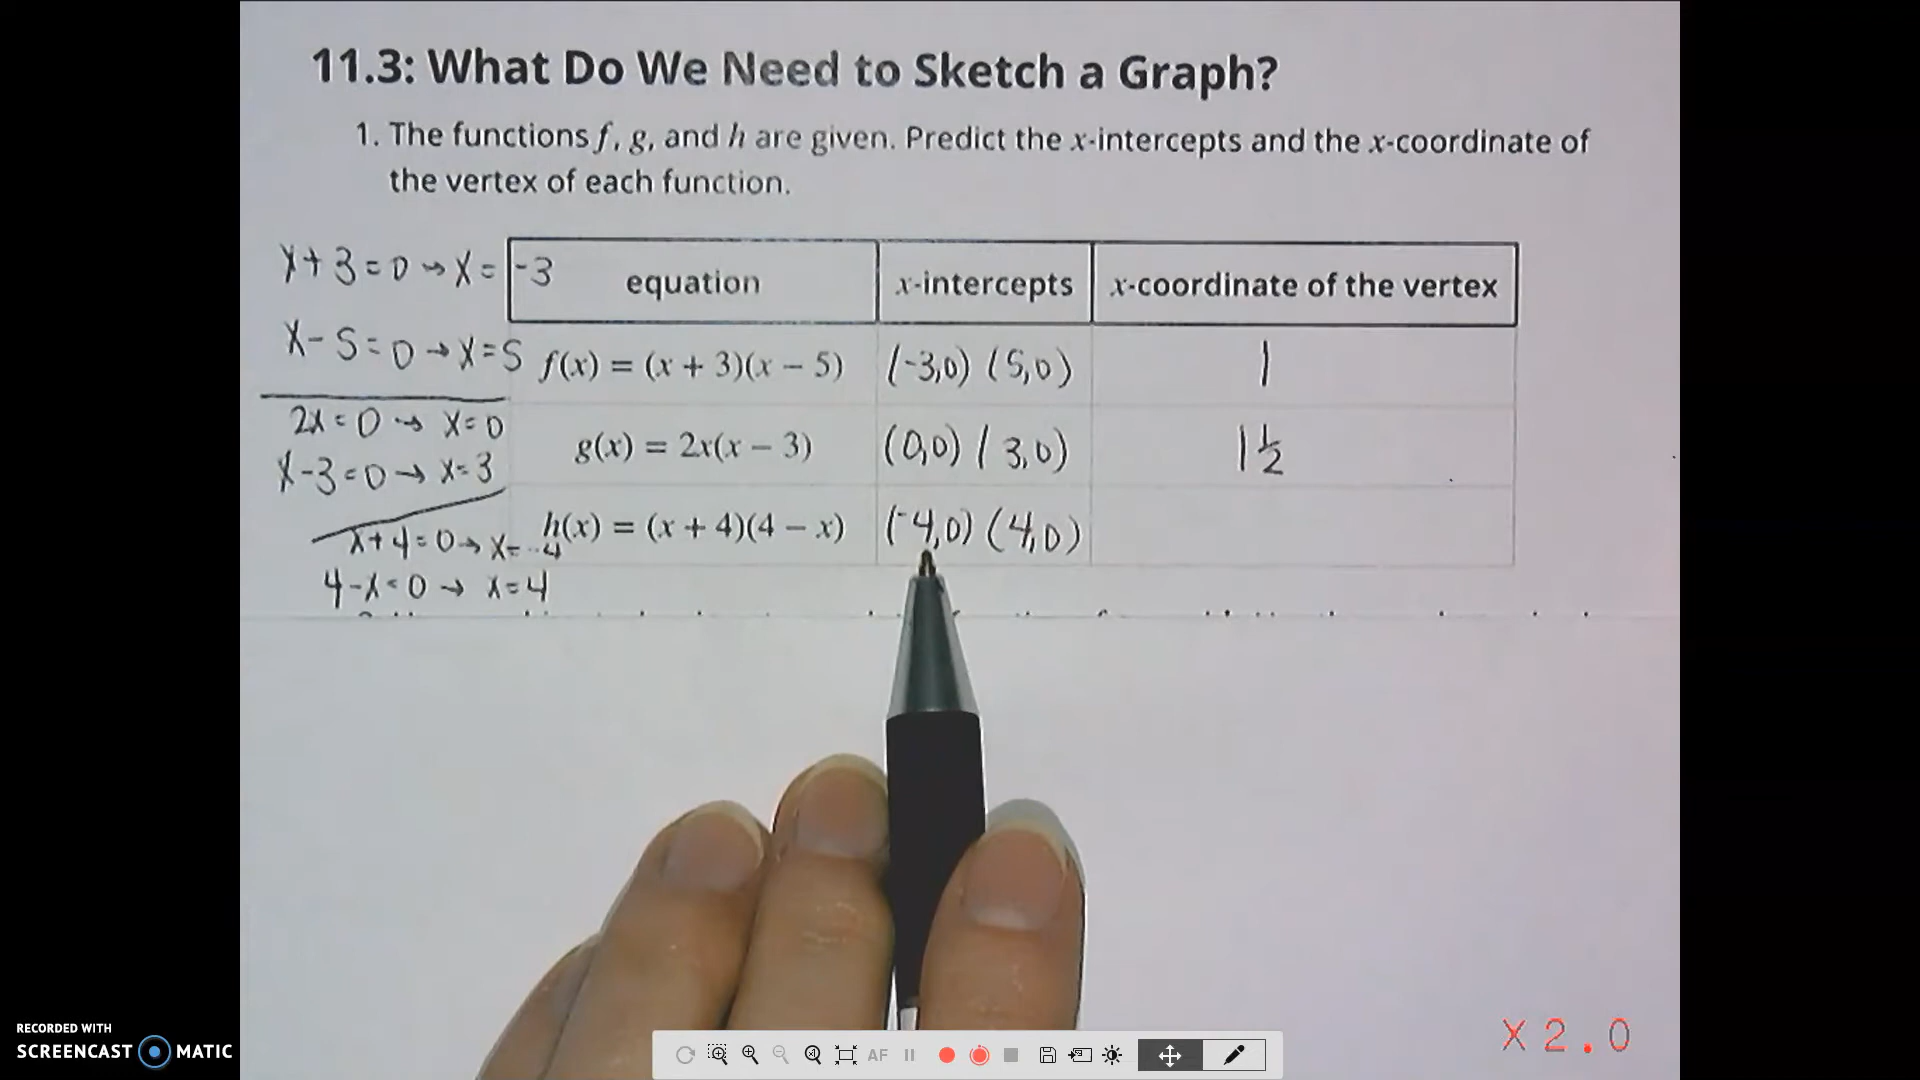 11.3: What Do We Need to Sketch a Graph?
1. The functions f, g, and h are given. Predict the x-intercepts and the x-coordinate of
the vertex of each function.
x+3=0→x=-3
equation x-intercepts x-coordinate of the vertex
x-5=0→x=5
f(x) = (x + 3)(x − 5) (-3,0) (5,0) 1
2x=0→x=0
g(x) = 2x(x − 3) (0,0) (3,0) 1 1/2
x-3=0→x=3
h(x) = (x + 4)(4 − x) (-4,0) (4,0)
x+4=0→x=-4
4-x=0→x=4
RECORDED WITH
SCREENCAST MATIC
AF
X2.0